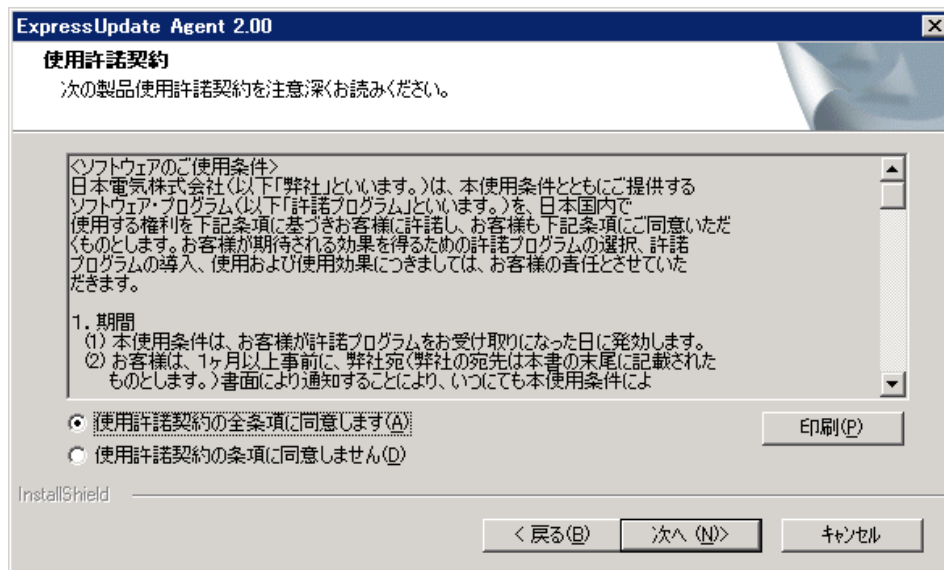 ExpressUpdate Agent 2.00
使用許諾契約
次の製品使用許諾契約を注意深くお読みください。
<ソフトウェアのご使用条件>
日本電気株式会社(以下「弊社」といいます。)は、本使用条件とともにご提供する
ソフトウェア・プログラム(以下「許諾プログラム」といいます。)を、日本国内で
使用する権利を下記条項に基づきお客様に許諾し、お客様も下記条項にご同意いただ
くものとします。お客様が期待される効果を得るための許諾プログラムの選択、許諾
プログラムの導入、使用および使用効果につきましては、お客様の責任とさせていた
だきます。
1. 期間
(1) 本使用条件は、お客様が許諾プログラムをお受け取りになった日に発効します。
(2) お客様は、1ヶ月以上事前に、弊社宛(弊社の宛先は本書の末尾に記載された
ものとします。)書面により通知することにより、いつにても本使用条件によ
使用許諾契約の全条項に同意します(A)
印刷(P)
使用許諾契約の条項に同意しません(D)
InstallShield
< 戻る(B)
次へ (N)>
キャンセル